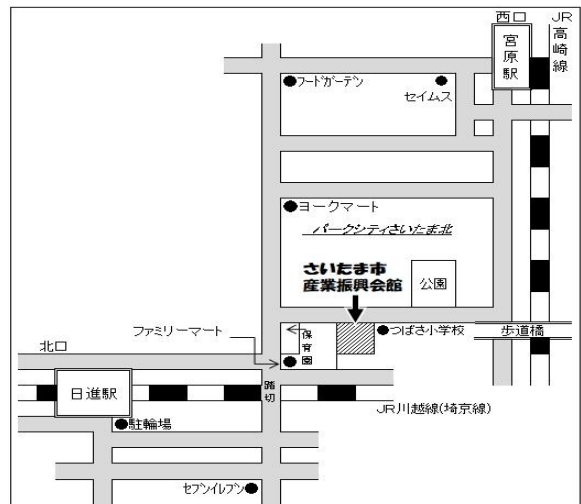 西口
JR高崎線
宮原駅
●フードガーデン
セイムス
●ヨークマート
パークシティさいたま北
さいたま市
産業振興会館
公園
ファミリーマート
保育園
●つばさ小学校
歩道橋
北口
日進駅
踏切
JR川越線(埼京線)
●駐輪場
セブンイレブン●